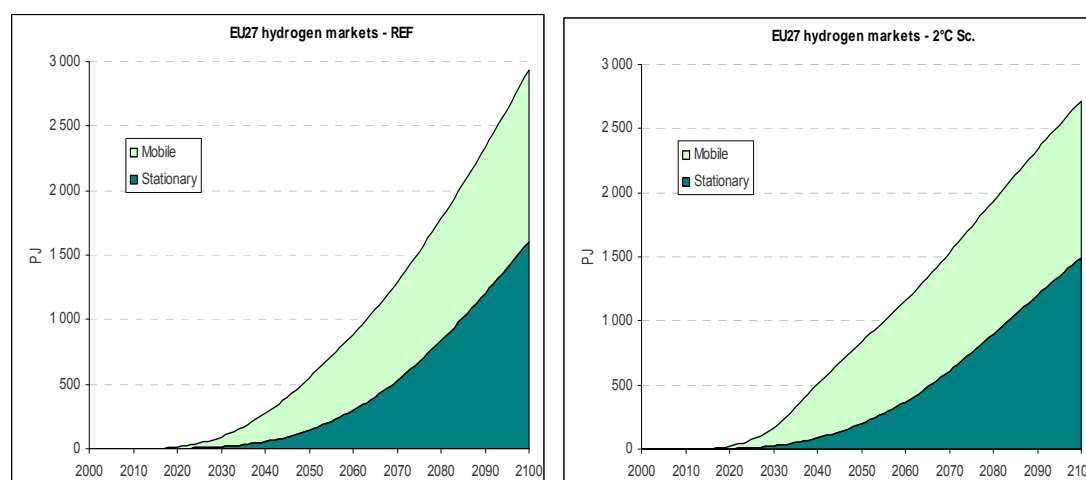 EU27 hydrogen markets - REF
3 000
2 500
2 000
1 500
1 000
500
0
PJ
Mobile
Stationary
2000 2010 2020 2030 2040 2050 2060 2070 2080 2090 2100
EU27 hydrogen markets - 2°C Sc.
3 000
2 500
2 000
1 500
1 000
500
0
PJ
Mobile
Stationary
2000 2010 2020 2030 2040 2050 2060 2070 2080 2090 210